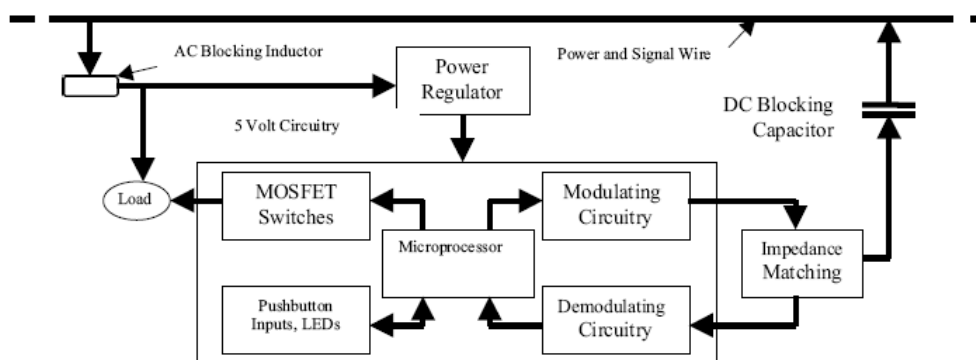 AC Blocking Inductor
Power and Signal Wire
Power
Regulator
DC Blocking
Capacitor
5 Volt Circuitry
Load
MOSFET
Switches
Modulating
Circuitry
Microprocessor
Impedance
Matching
Pushbutton
Inputs, LEDs
Demodulating
Circuitry